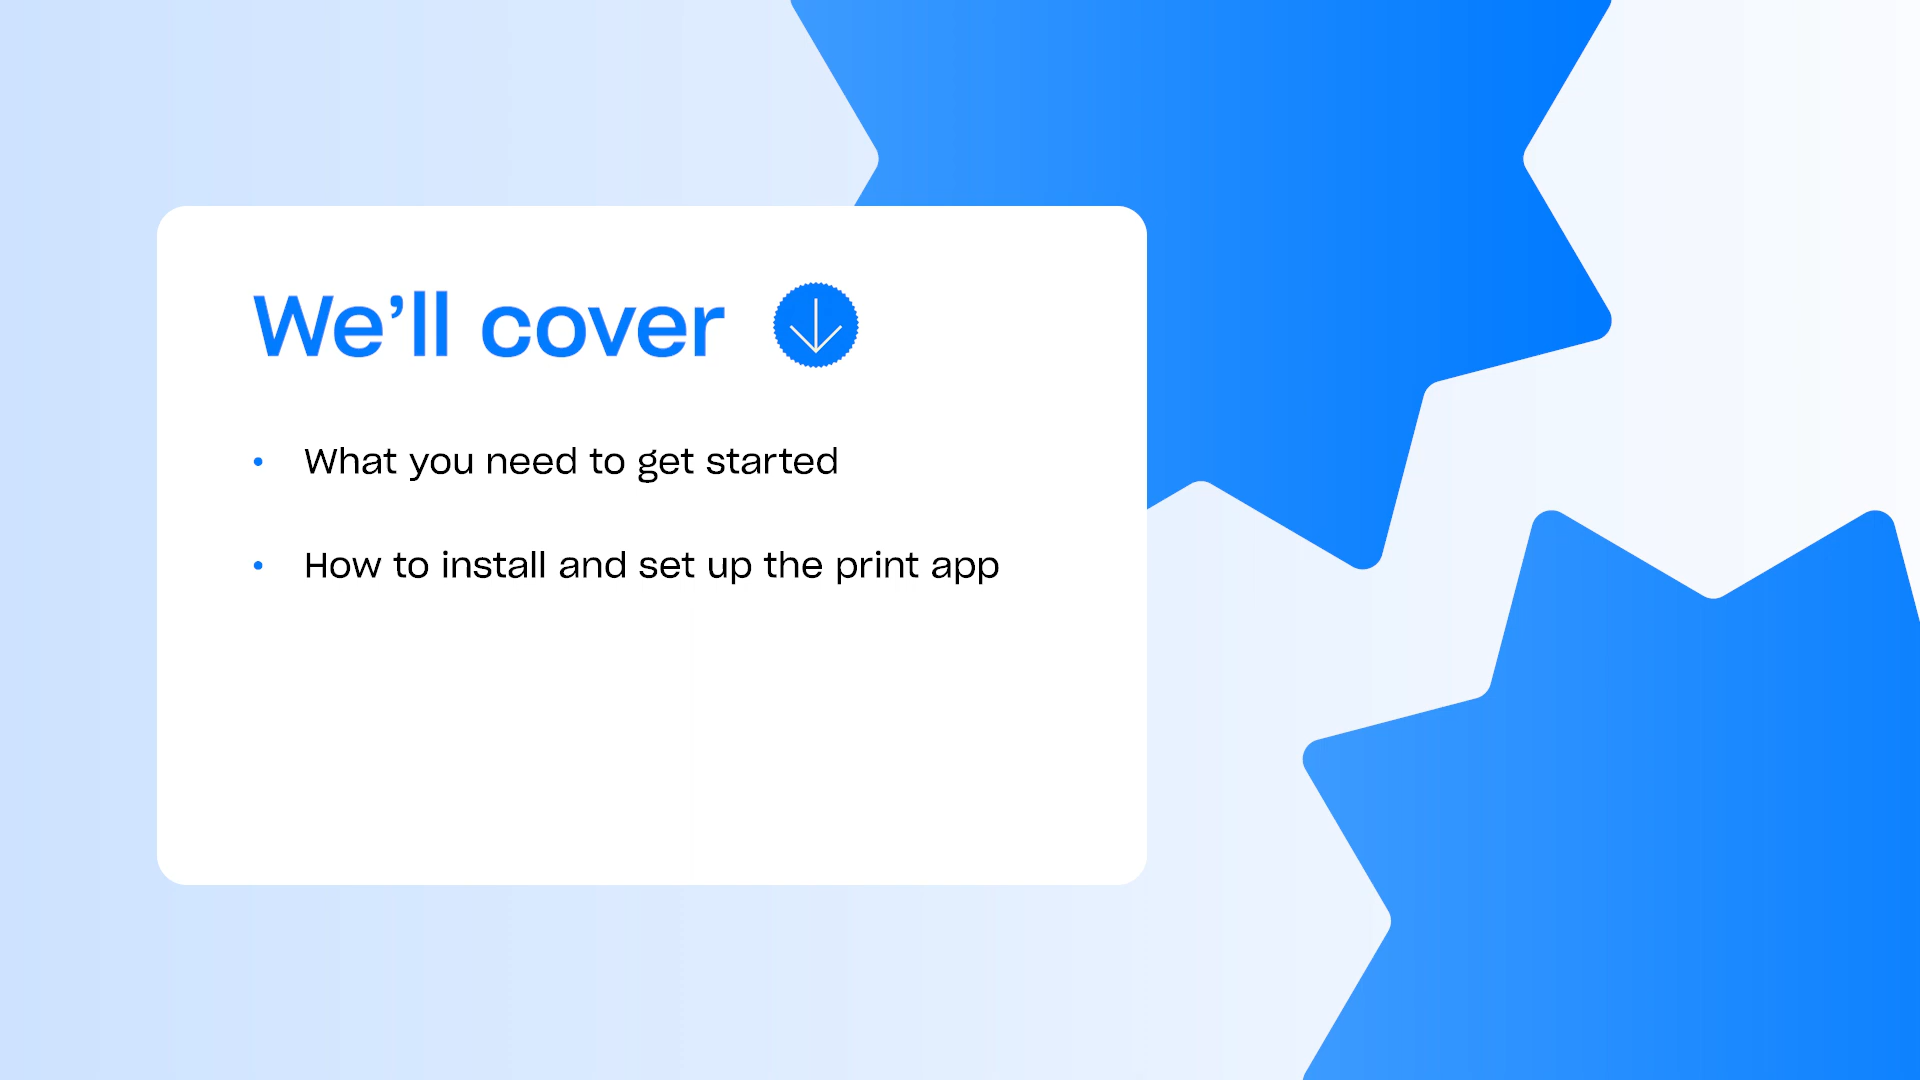 We’ll cover
• What you need to get started
• How to install and set up the print app